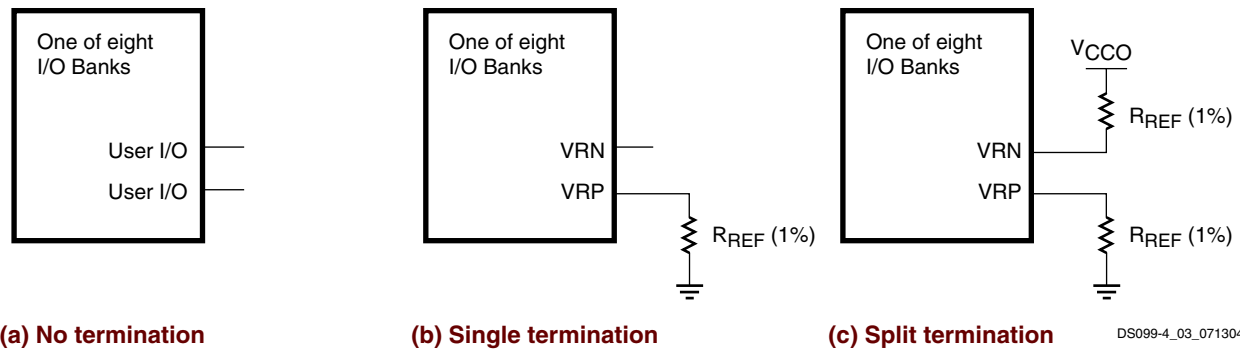 One of eight
I/O Banks
User I/O
User I/O
(a) No termination
One of eight
I/O Banks
VRN
VRP
RREF (1%)
(b) Single termination
One of eight
I/O Banks
VCCO
RREF (1%)
VRN
VRP
RREF (1%)
(c) Split termination
DS099-4_03_071304